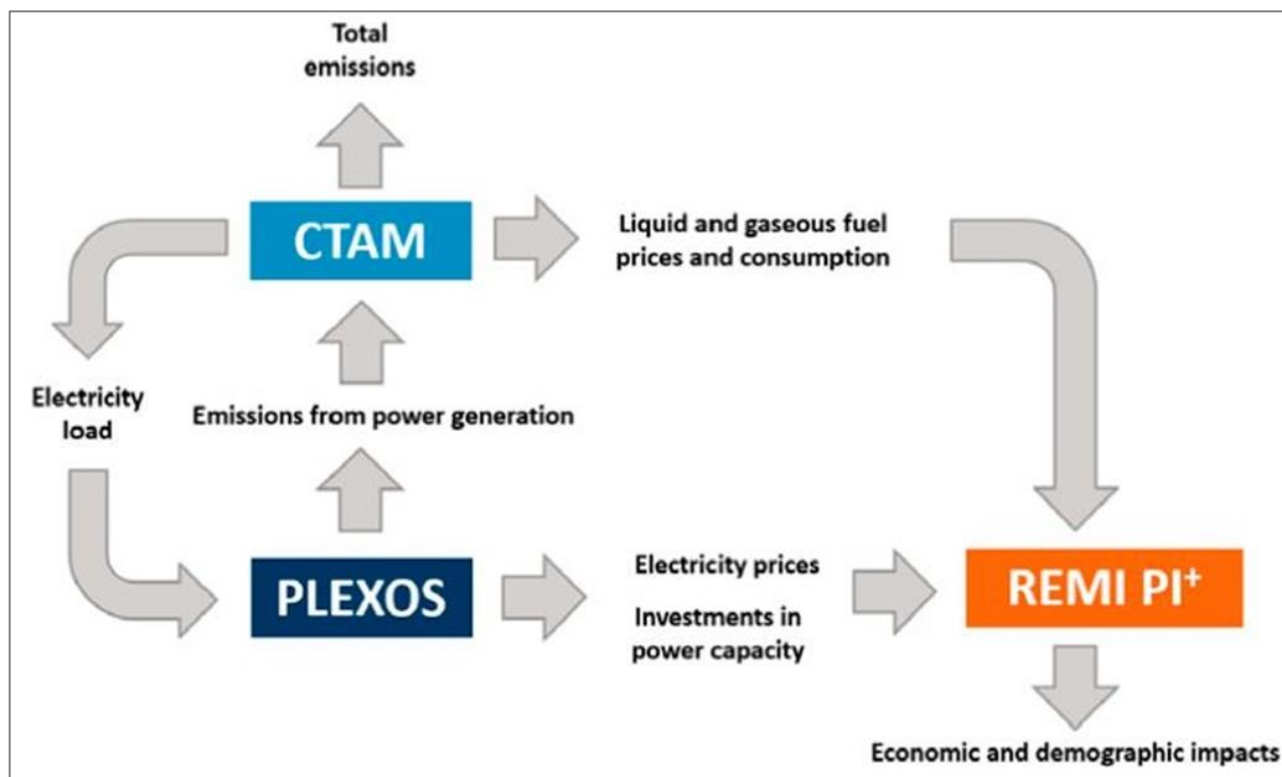 Total
emissions
CTAM
Liquid and gaseous fuel
prices and consumption
Electricity
load
Emissions from power generation
PLEXOS
Electricity prices
Investments in
power capacity
REMI PI⁺
Economic and demographic impacts